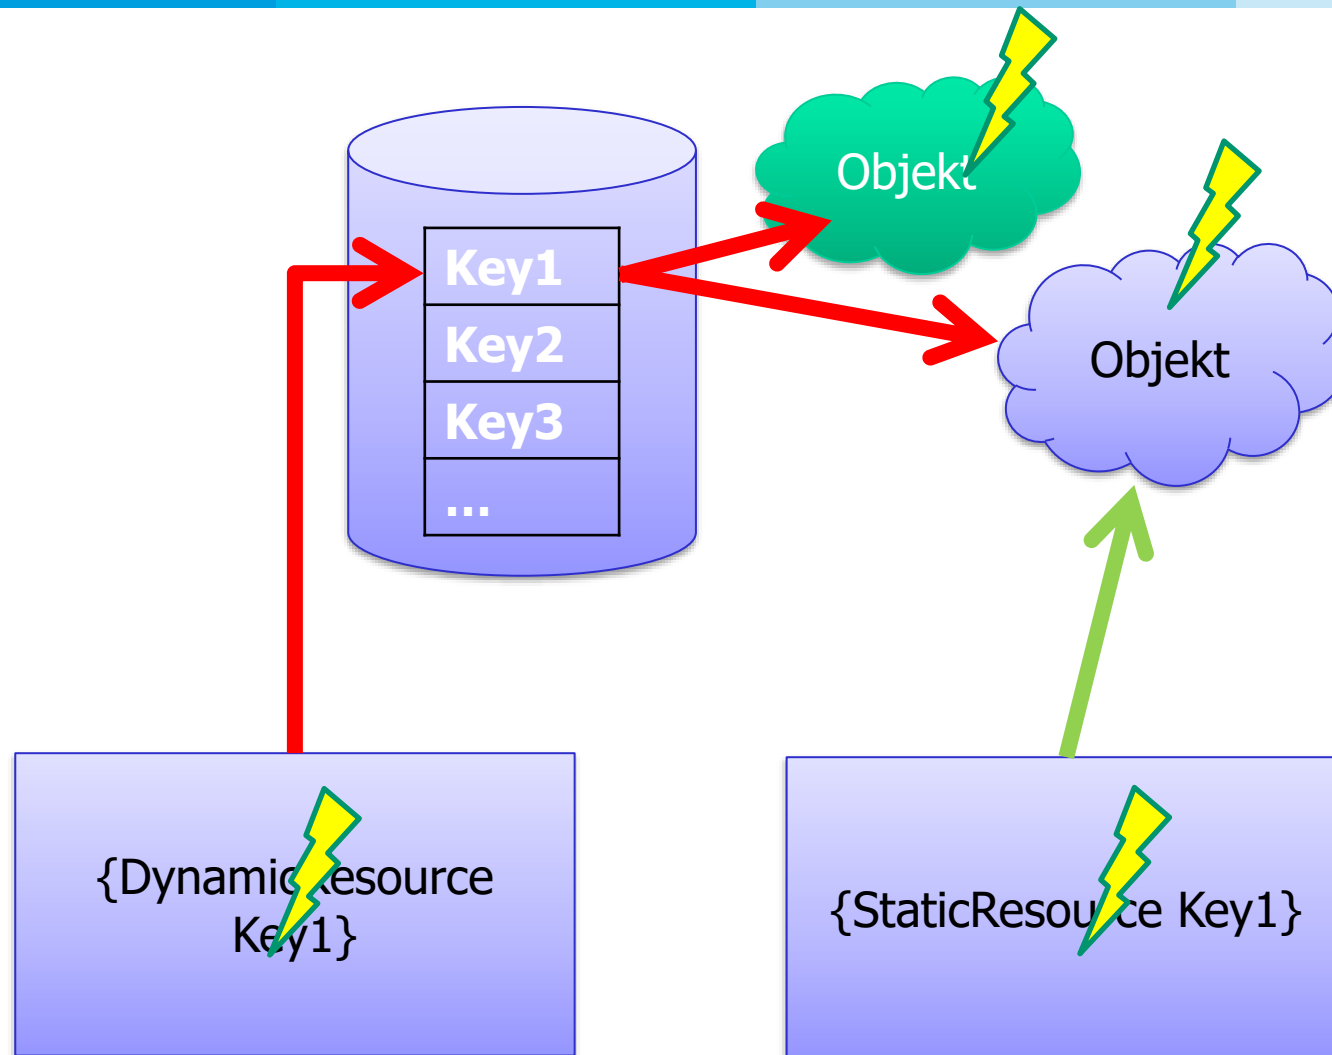 Objekt
Key1
Key2
Key3
...
Objekt
{DynamicResource
Key1}
{StaticResource Key1}